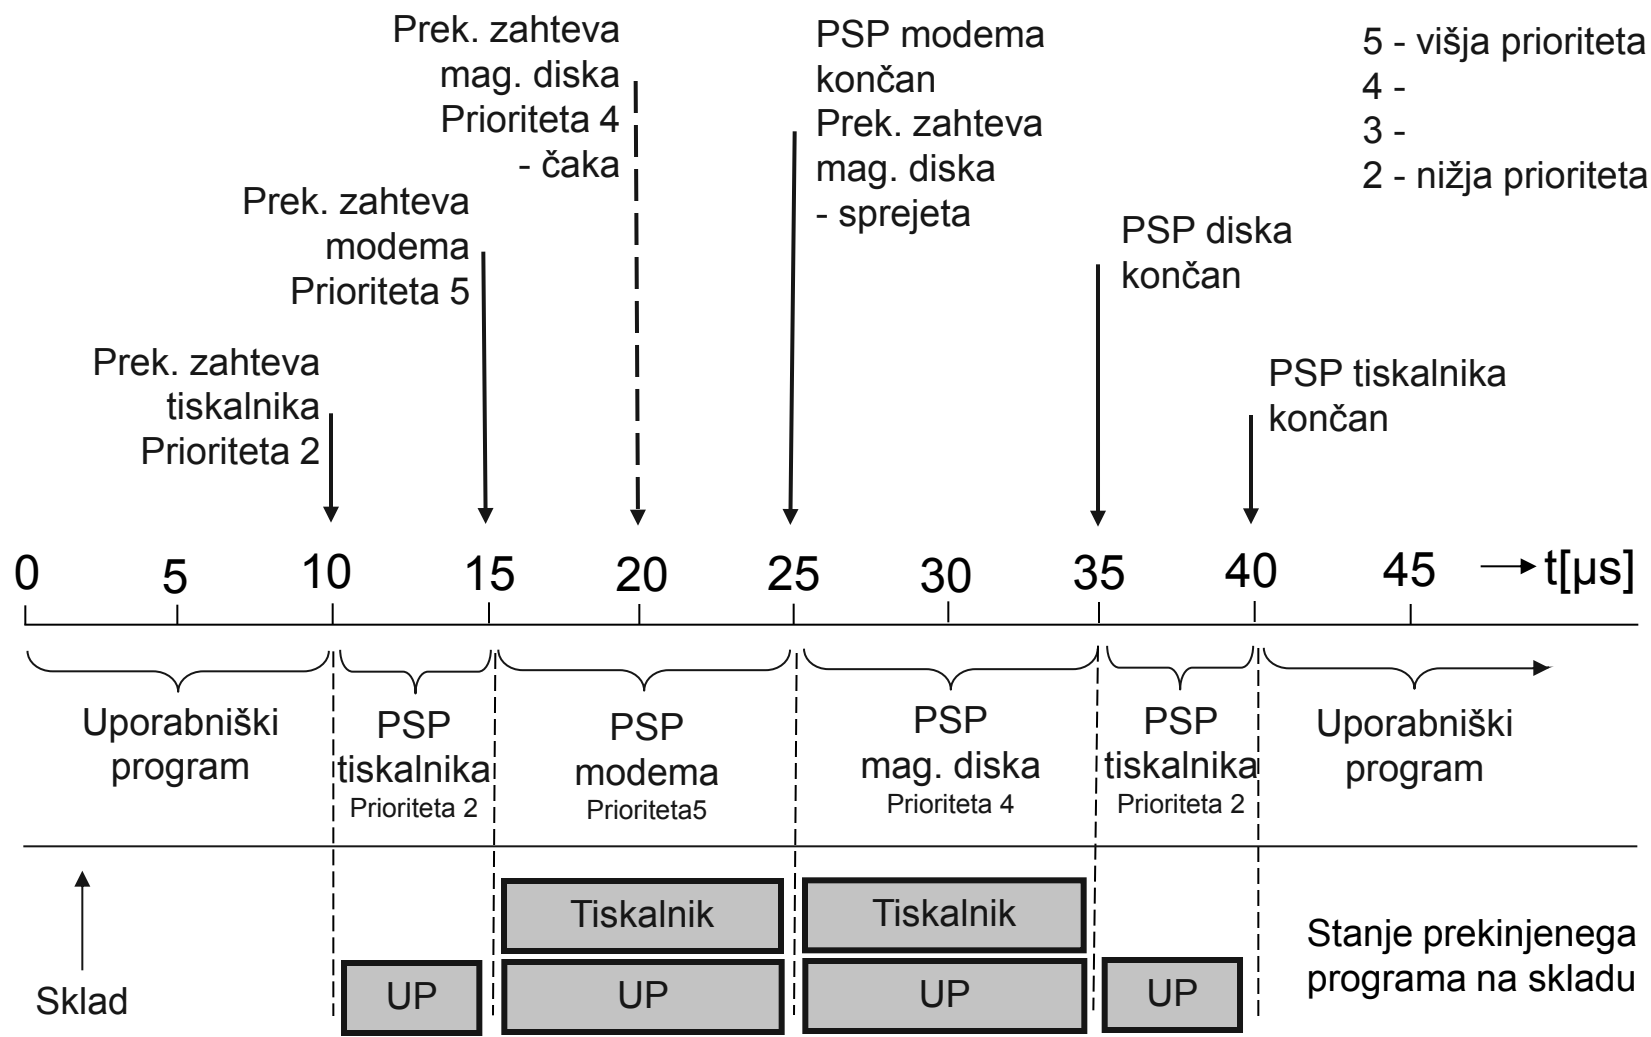 Prek. zahteva
mag. diska
Prioriteta 4
- čaka
PSP modema
končan
Prek. zahteva
mag. diska
- sprejeta
5 - višja prioriteta
4 -
3 -
2 - nižja prioriteta
Prek. zahteva
modema
Prioriteta 5
PSP diska
končan
Prek. zahteva
tiskalnika
Prioriteta 2
PSP tiskalnika
končan
0 5 10 15 20 25 30 35 40 45 t[µs]
Uporabniški
program
PSP
tiskalnika
Prioriteta 2
PSP
modema
Prioriteta5
PSP
mag. diska
Prioriteta 4
PSP
tiskalnika
Prioriteta 2
Uporabniški
program
Tiskalnik Tiskalnik
UP UP UP UP
Sklad
Stanje prekinjenega
programa na skladu